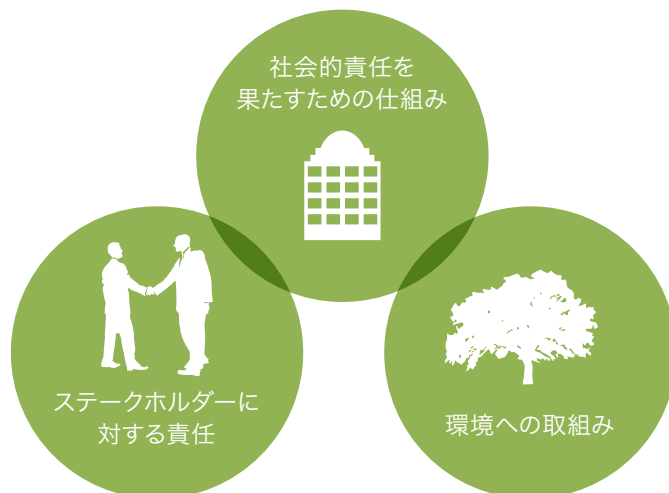 社会的責任を
果たすための仕組み
ステークホルダーに
対する責任
環境への取組み